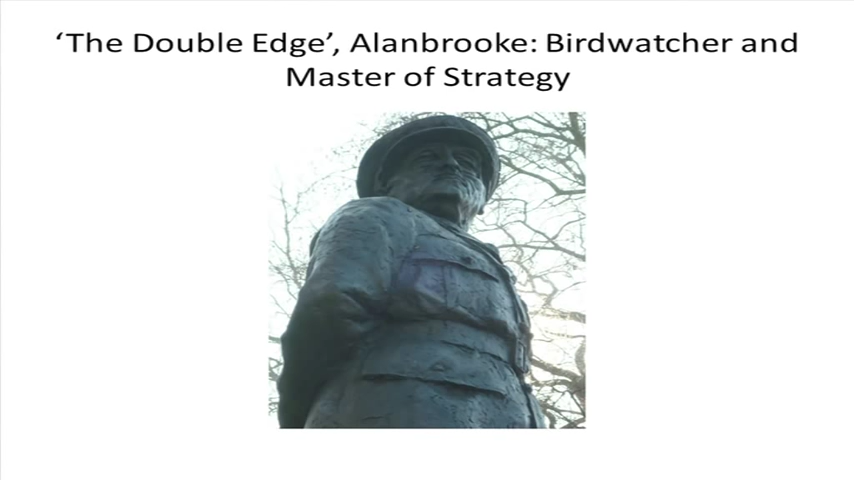 ‘The Double Edge’, Alanbrooke: Birdwatcher and
Master of Strategy